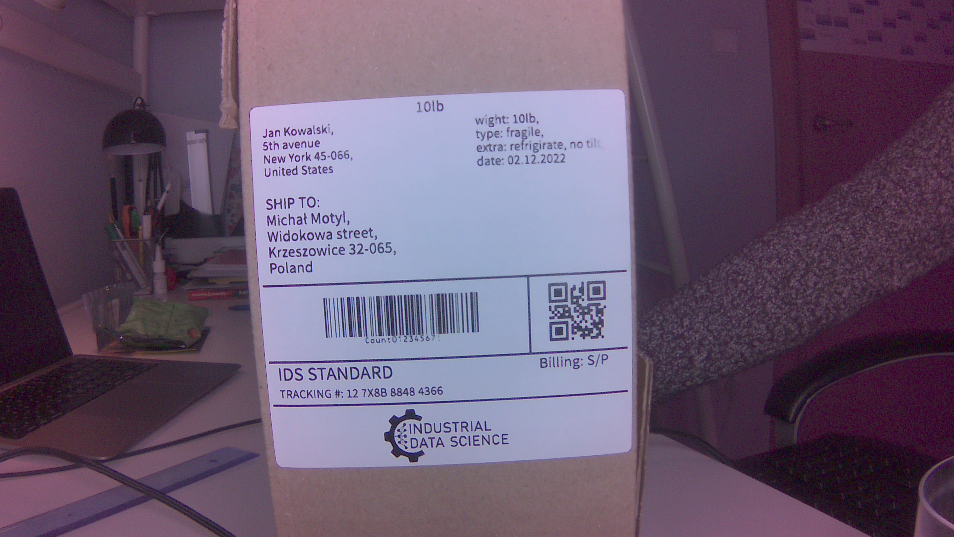 10lb
Jan Kowalski,
5th avenue
New York 45-066,
United States
wight: 10lb,
type: fragile,
extra: refrigirate, no tilt
date: 02.12.2022
SHIP TO:
Michał Motyl,
Widokowa street,
Krzeszowice 32-065,
Poland
Count01234567
Billing: S/P
IDS STANDARD
TRACKING #: 12 7X8B 8848 4366
INDUSTRIAL
DATA SCIENCE